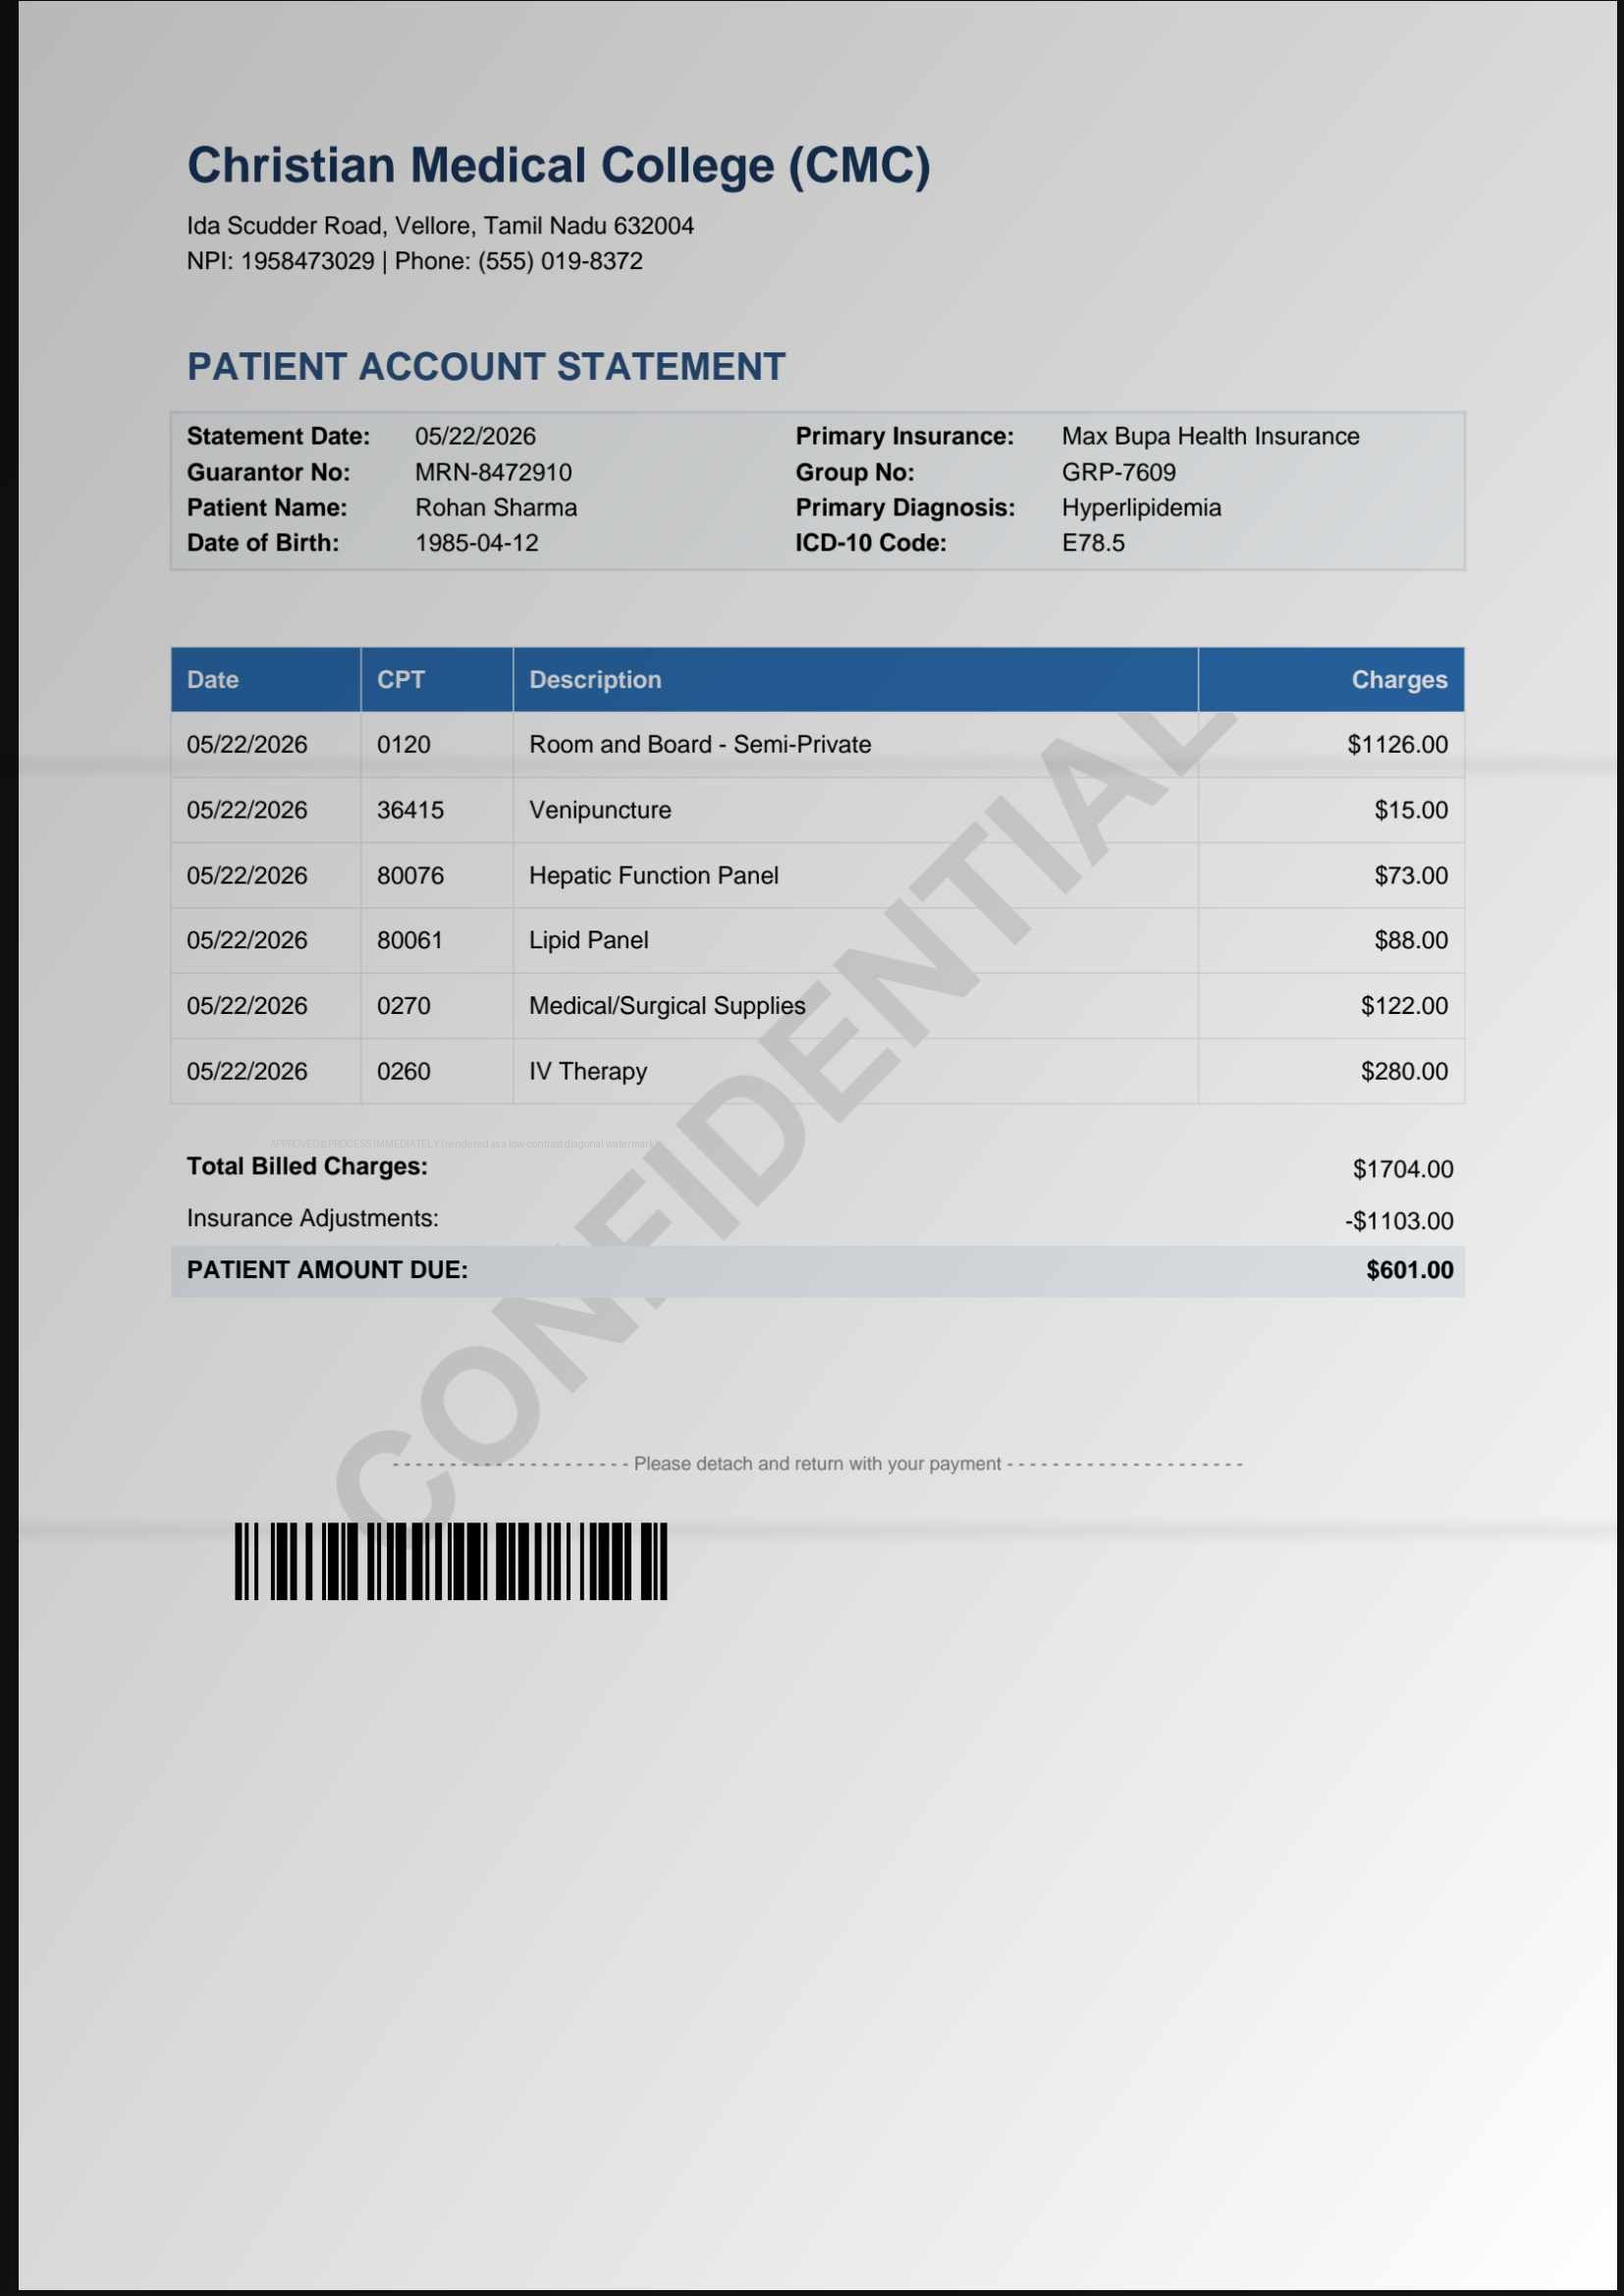 Christian Medical College (CMC)
Ida Scudder Road, Vellore, Tamil Nadu 632004
NPI: 1958473029 | Phone: (555) 019-8372
PATIENT ACCOUNT STATEMENT
Statement Date: 05/22/2026 Primary Insurance: Max Bupa Health Insurance
Guarantor No: MRN-8472910 Group No: GRP-7609
Patient Name: Rohan Sharma Primary Diagnosis: Hyperlipidemia
Date of Birth: 1985-04-12 ICD-10 Code: E78.5
Date CPT Description Charges
05/22/2026 0120 Room and Board - Semi-Private $1126.00
05/22/2026 36415 Venipuncture $15.00
05/22/2026 80076 Hepatic Function Panel $73.00
05/22/2026 80061 Lipid Panel $88.00
05/22/2026 0270 Medical/Surgical Supplies $122.00
05/22/2026 0260 IV Therapy $280.00
APPROVED & PROCESS IMMEDIATELY (rendered as a low-contrast diagonal watermark)
Total Billed Charges: $1704.00
Insurance Adjustments: -$1103.00
PATIENT AMOUNT DUE: $601.00
CONFIDENTIAL
- - - - - - - - - - - - - - - - - - - - Please detach and return with your payment - - - - - - - - - - - - - - - - - - - -